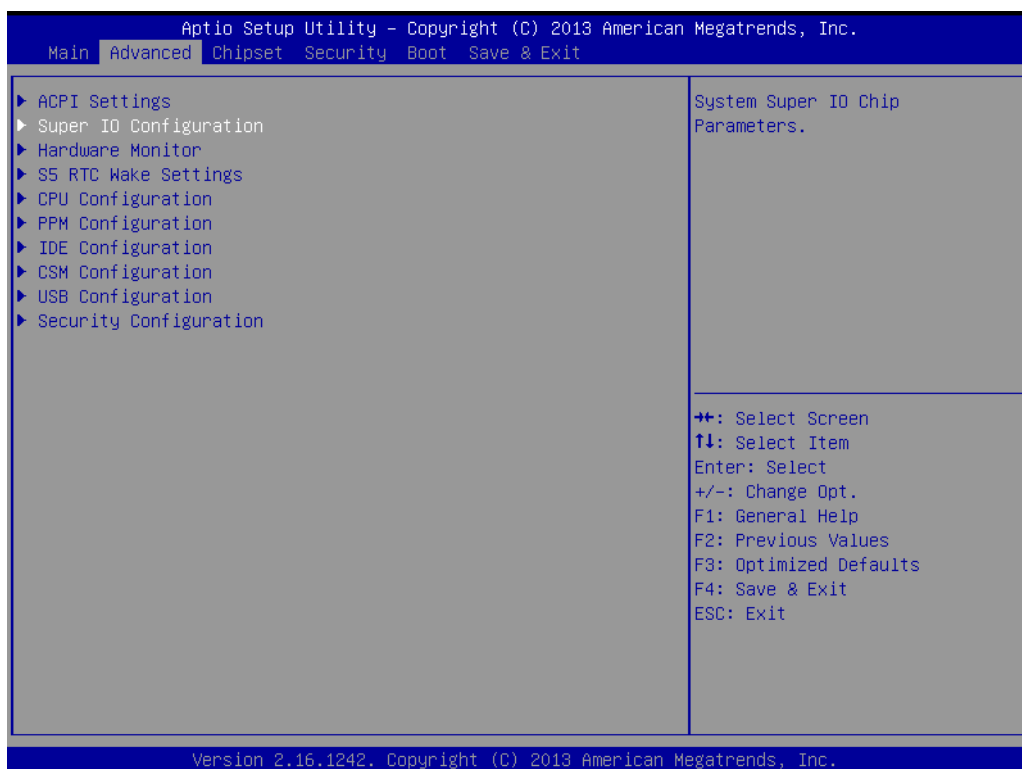 Aptio Setup Utility – Copyright (C) 2013 American Megatrends, Inc.
Main Advanced Chipset Security Boot Save & Exit
ACPI Settings
Super IO Configuration
Hardware Monitor
S5 RTC Wake Settings
CPU Configuration
PPM Configuration
IDE Configuration
CSM Configuration
USB Configuration
Security Configuration
System Super IO Chip
Parameters.
→←: Select Screen
↑↓: Select Item
Enter: Select
+/-: Change Opt.
F1: General Help
F2: Previous Values
F3: Optimized Defaults
F4: Save & Exit
ESC: Exit
Version 2.16.1242. Copyright (C) 2013 American Megatrends, Inc.